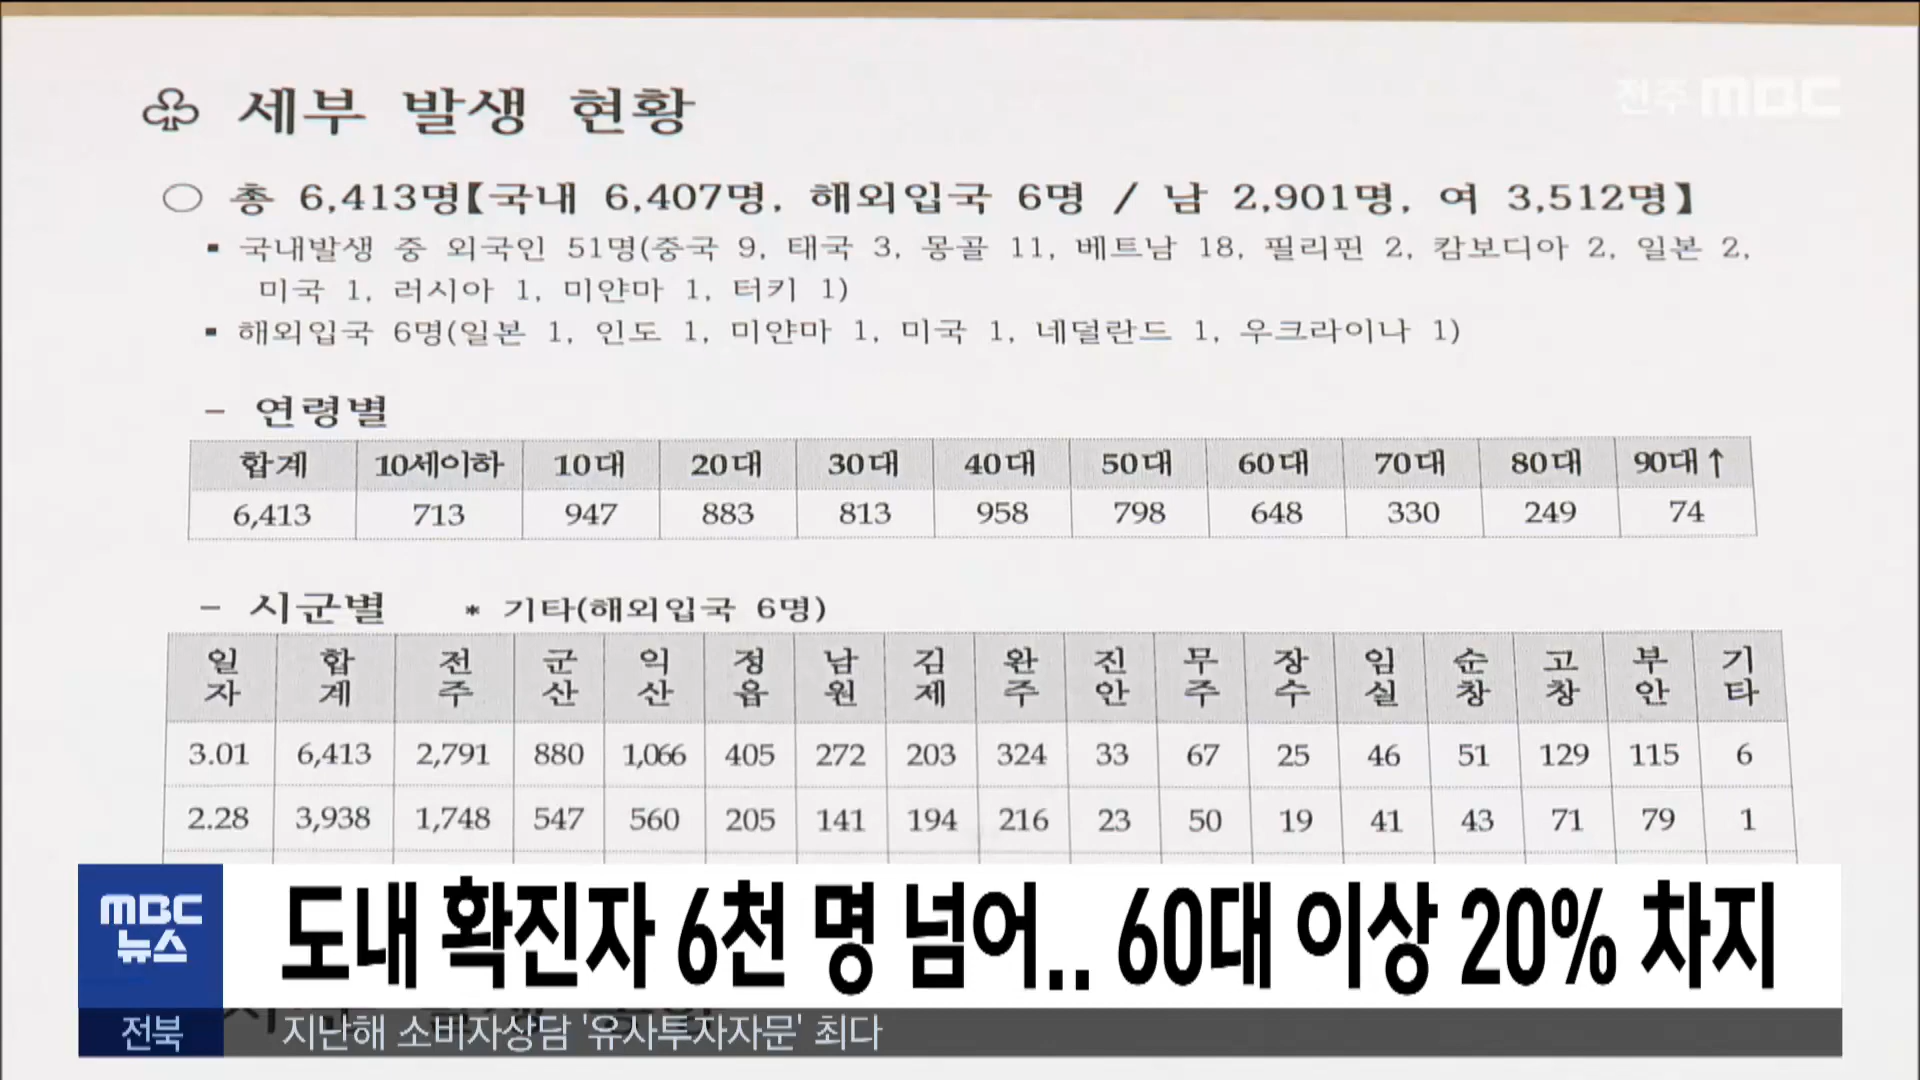 ♧ 세부 발생 현황
전주 MBC
○ 총 6,413명【국내 6,407명, 해외입국 6명 / 남 2,901명, 여 3,512명】
▪ 국내발생 중 외국인 51명(중국 9, 태국 3, 몽골 11, 베트남 18, 필리핀 2, 캄보디아 2, 일본 2,
미국 1, 러시아 1, 미얀마 1, 터키 1)
▪ 해외입국 6명(일본 1, 인도 1, 미얀마 1, 미국 1, 네덜란드 1, 우크라이나 1)
- 연령별
합계 10세이하 10대 20대 30대 40대 50대 60대 70대 80대 90대↑
6,413 713 947 883 813 958 798 648 330 249 74
- 시군별 * 기타(해외입국 6명)
일자 합계 전주 군산 익산 정읍 남원 김제 완주 진안 무주 장수 임실 순창 고창 부안 기타
3.01 6,413 2,791 880 1,066 405 272 203 324 33 67 25 46 51 129 115 6
2.28 3,938 1,748 547 560 205 141 194 216 23 50 19 41 43 71 79 1
MBC
뉴스
도내 확진자 6천 명 넘어.. 60대 이상 20% 차지
전북
지난해 소비자상담 '유사투자자문' 최다